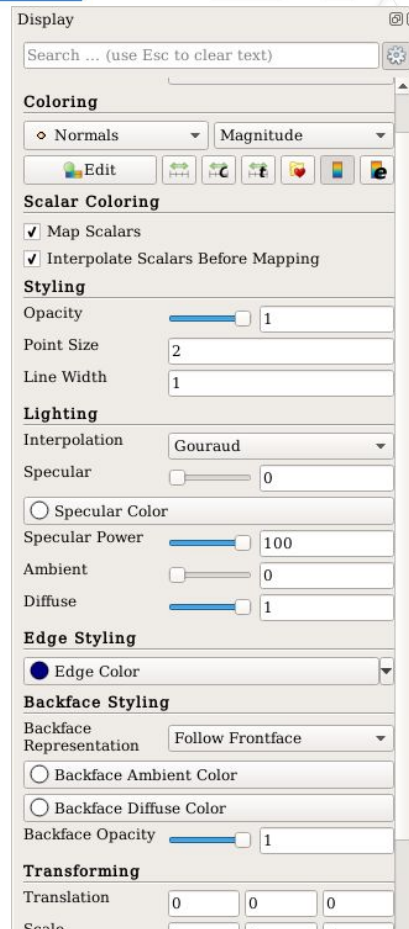 Display
Search ... (use Esc to clear text)
Coloring
Normals Magnitude
Edit c t e
Scalar Coloring
Map Scalars
Interpolate Scalars Before Mapping
Styling
Opacity 1
Point Size 2
Line Width 1
Lighting
Interpolation Gouraud
Specular 0
Specular Color
Specular Power 100
Ambient 0
Diffuse 1
Edge Styling
Edge Color
Backface Styling
Backface
Representation Follow Frontface
Backface Ambient Color
Backface Diffuse Color
Backface Opacity 1
Transforming
Translation 0 0 0
Scale